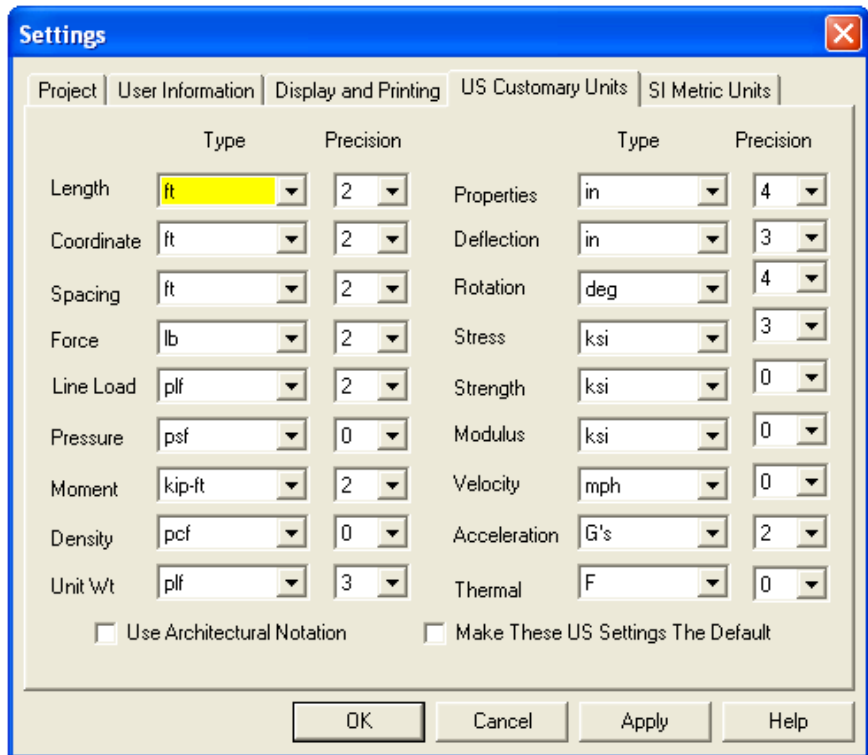 Settings
Project User Information Display and Printing US Customary Units SI Metric Units
Type Precision Type Precision
Length ft 2 Properties in 4
Coordinate ft 2 Deflection in 3
Spacing ft 2 Rotation deg 4
Force lb 2 Stress ksi 3
Line Load plf 2 Strength ksi 0
Pressure psf 0 Modulus ksi 0
Moment kip-ft 2 Velocity mph 0
Density pcf 0 Acceleration G's 2
Unit Wt plf 3 Thermal F 0
Use Architectural Notation Make These US Settings The Default
OK Cancel Apply Help